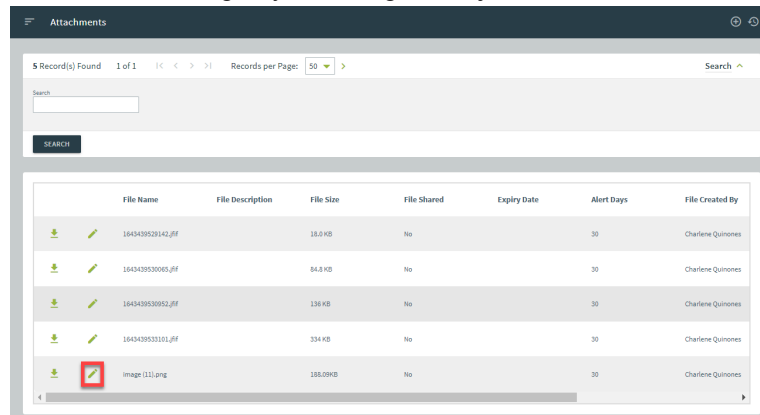 Attachments
5 Record(s) Found 1 of 1 |< < > >| Records per Page: 50 >
Search
Search
SEARCH
File Name File Description File Size File Shared Expiry Date Alert Days File Created By
1643439529142.jfif 18.0 KB No 30 Charlene Quinones
1643439530065.jfif 84.8 KB No 30 Charlene Quinones
1643439530952.jfif 136 KB No 30 Charlene Quinones
1643439533101.jfif 334 KB No 30 Charlene Quinones
image (11).png 188.09KB No 30 Charlene Quinones